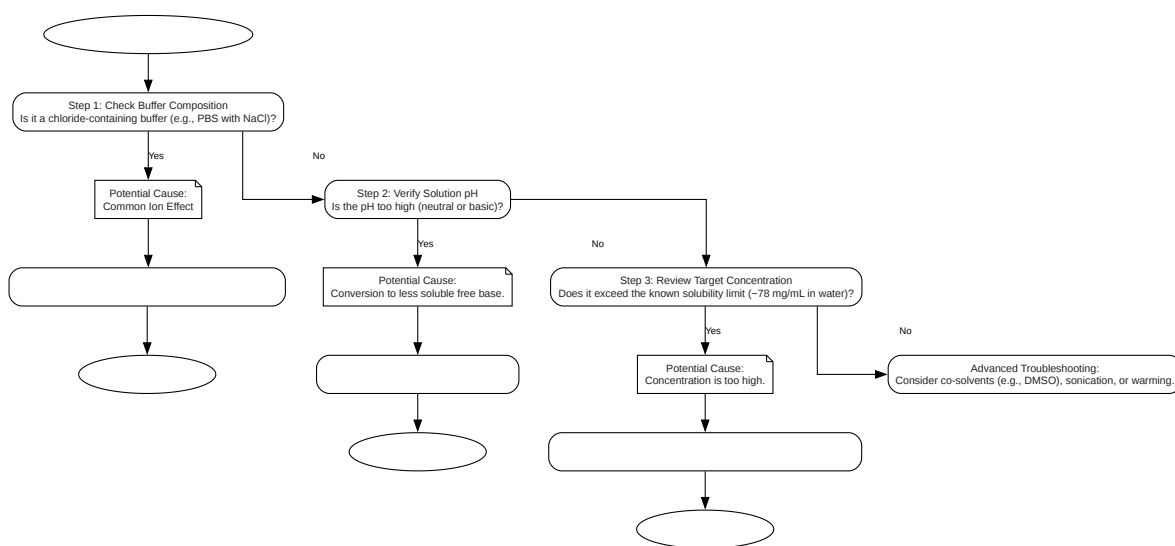 Step 1: Check Buffer Composition
Is it a chloride-containing buffer (e.g., PBS with NaCl)?
Yes
No
Potential Cause:
Common Ion Effect
Step 2: Verify Solution pH
Is the pH too high (neutral or basic)?
Yes
No
Potential Cause:
Conversion to less soluble free base.
Step 3: Review Target Concentration
Does it exceed the known solubility limit (~78 mg/mL in water)?
Yes
No
Potential Cause:
Concentration is too high.
Advanced Troubleshooting:
Consider co-solvents (e.g., DMSO), sonication, or warming.